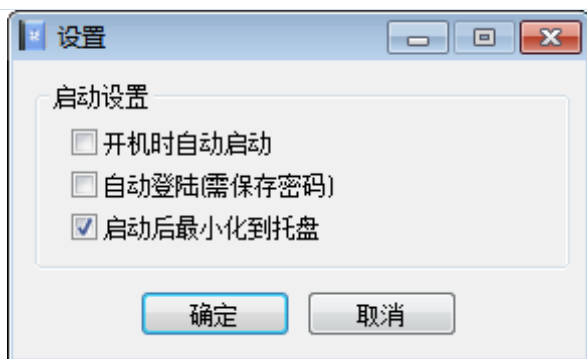 设置
启动设置
开机时自动启动
自动登陆(需保存密码)
启动后最小化到托盘
确定 取消